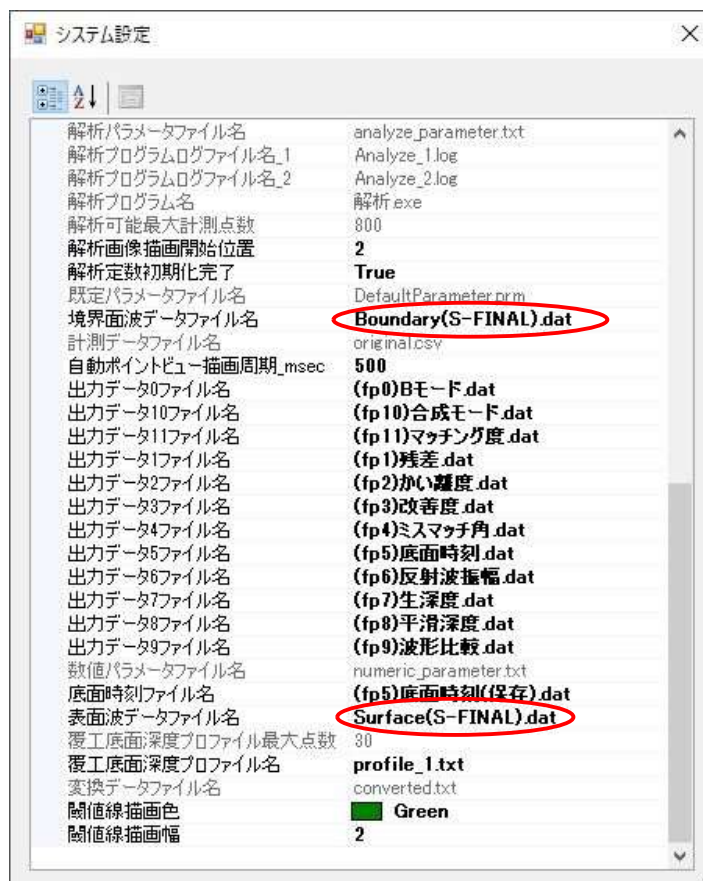 システム設定
解析パラメータファイル名 analyze_parameter.txt
解析プログラムログファイル名_1 Analyze_1.log
解析プログラムログファイル名_2 Analyze_2.log
解析プログラム名 解析.exe
解析可能最大計測点数 800
解析画像描画開始位置 2
解析定数初期化完了 True
既定パラメータファイル名 DefaultParameter.prm
境界面波データファイル名 Boundary(S-FINAL).dat
計測データファイル名 original.csv
自動ポイントビュー描画周期_msec 500
出力データ0ファイル名 (fp0)Bモード.dat
出力データ10ファイル名 (fp10)合成モード.dat
出力データ11ファイル名 (fp11)マッチング度.dat
出力データ1ファイル名 (fp1)残差.dat
出力データ2ファイル名 (fp2)かい離度.dat
出力データ3ファイル名 (fp3)改善度.dat
出力データ4ファイル名 (fp4)ミスマッチ角.dat
出力データ5ファイル名 (fp5)底面時刻.dat
出力データ6ファイル名 (fp6)反射波振幅.dat
出力データ7ファイル名 (fp7)生深度.dat
出力データ8ファイル名 (fp8)平滑深度.dat
出力データ9ファイル名 (fp9)波形比較.dat
数値パラメータファイル名 numeric_parameter.txt
底面時刻ファイル名 (fp5)底面時刻(保存).dat
表面波データファイル名 Surface(S-FINAL).dat
覆工底面深度プロファイル最大点数 30
覆工底面深度プロファイル名 profile_1.txt
変換データファイル名 converted.txt
閾値線描画色 Green
閾値線描画幅 2